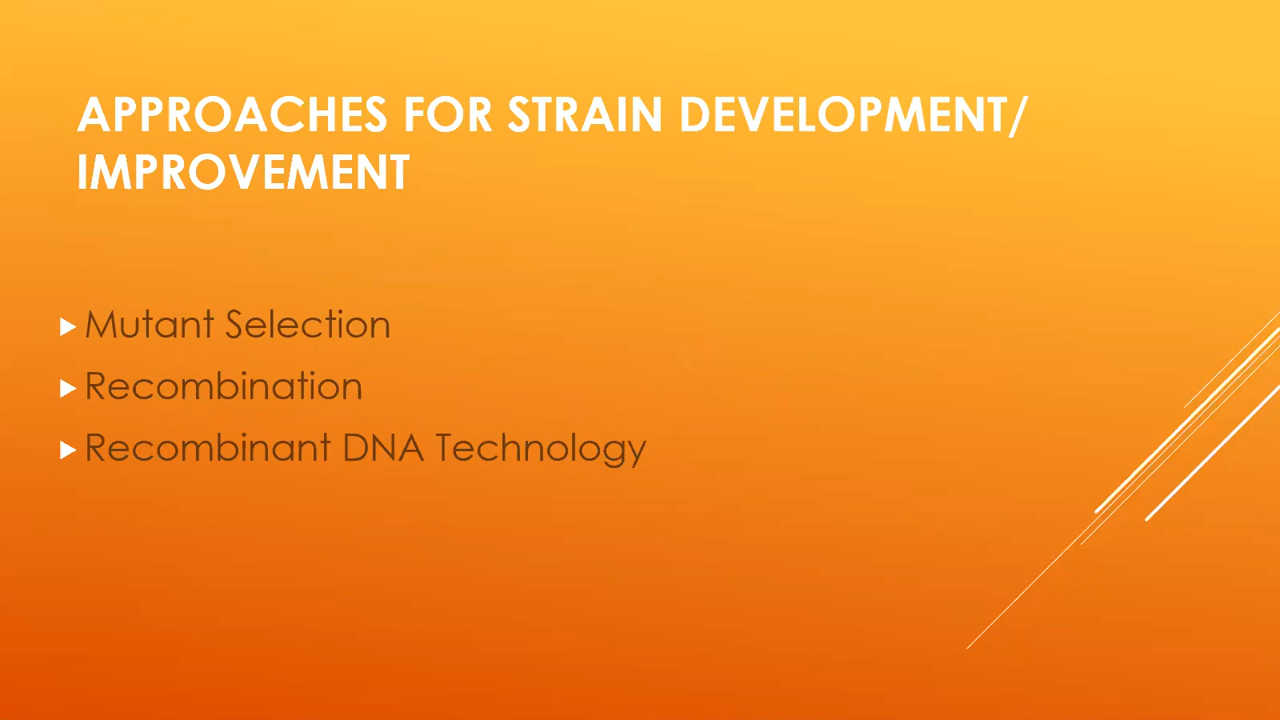 APPROACHES FOR STRAIN DEVELOPMENT/
IMPROVEMENT
Mutant Selection
Recombination
Recombinant DNA Technology